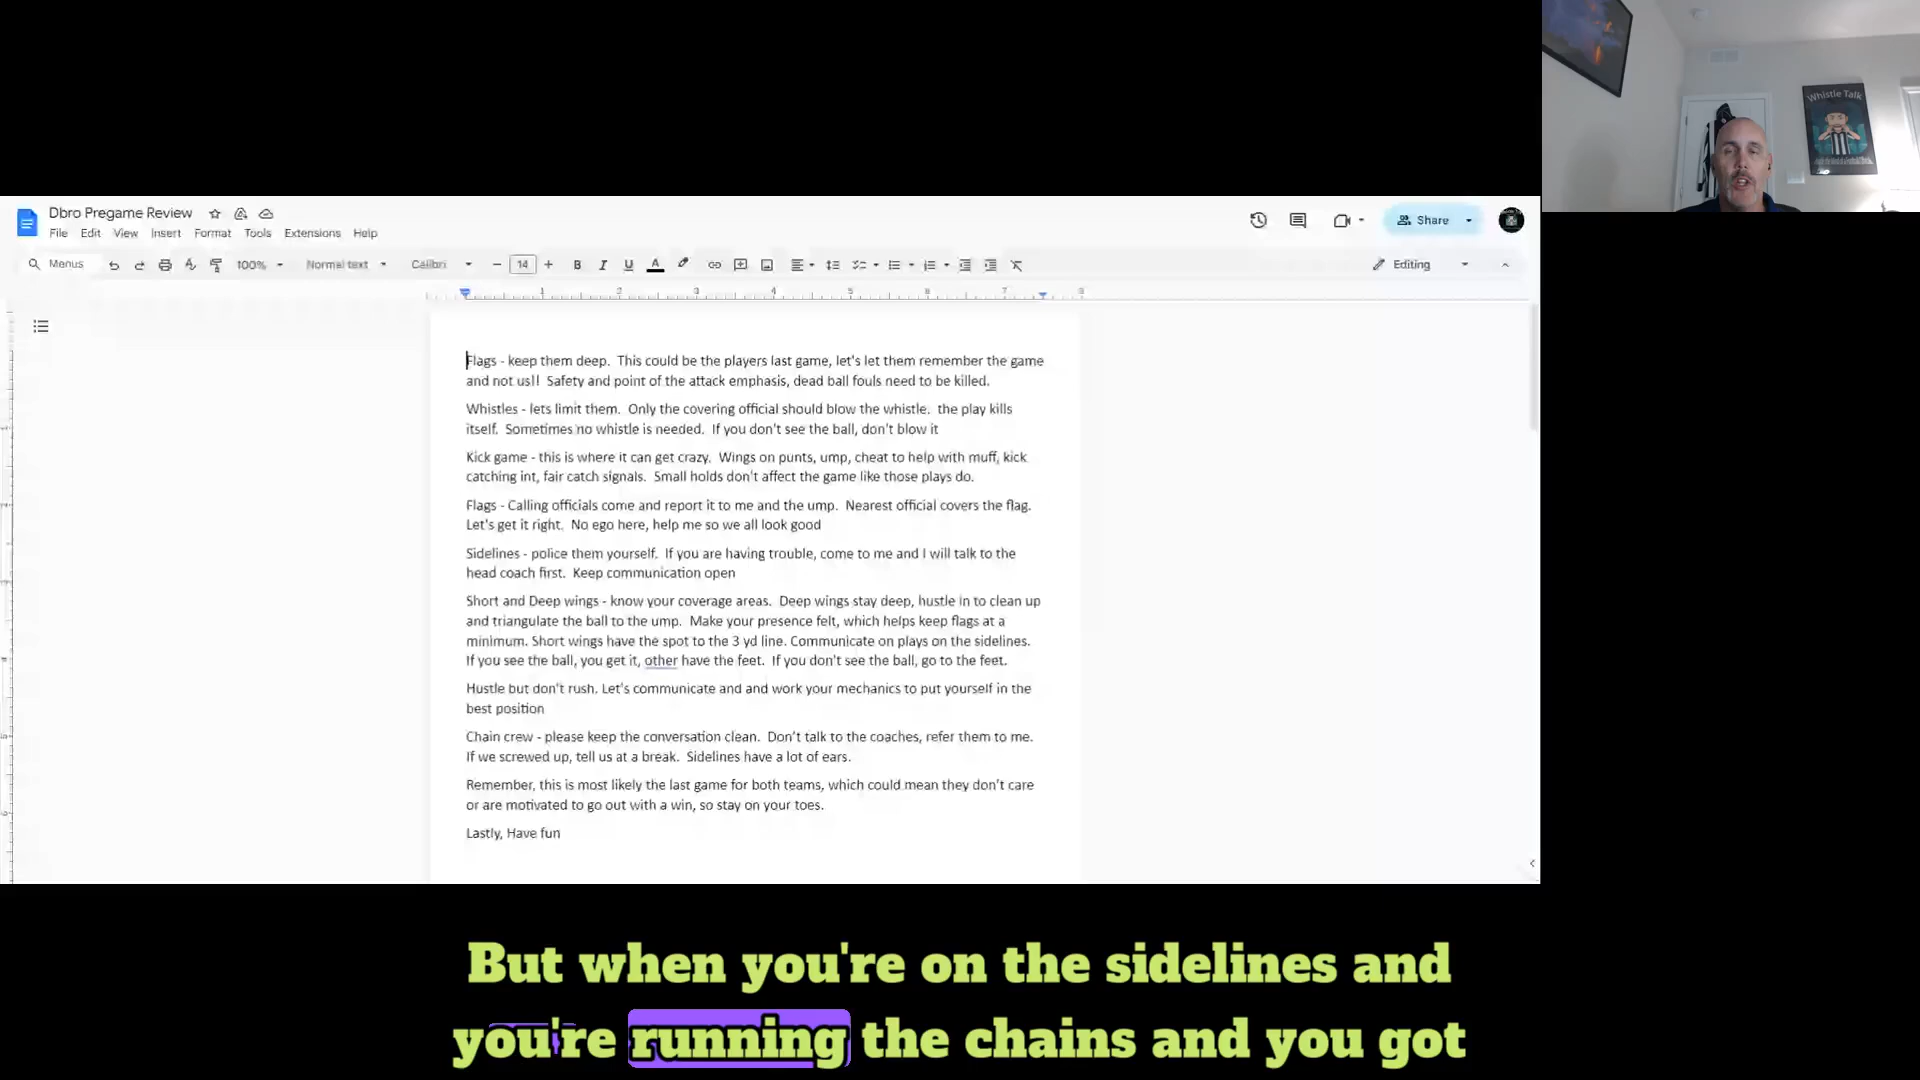 Whistle Talk
Dbro Pregame Review
File Edit View Insert Format Tools Extensions Help
Share
Menus 100% Normal text Calibri 14 Editing
1 2 3 4 5 6 7 8
Flags - keep them deep.  This could be the players last game, let's let them remember the game
and not us!!  Safety and point of the attack emphasis, dead ball fouls need to be killed.
Whistles - lets limit them.  Only the covering official should blow the whistle.  the play kills
itself.  Sometimes no whistle is needed.  If you don't see the ball, don't blow it
Kick game - this is where it can get crazy.  Wings on punts, ump, cheat to help with muff, kick
catching int, fair catch signals.  Small holds don't affect the game like those plays do.
Flags - Calling officials come and report it to me and the ump.  Nearest official covers the flag.
Let's get it right.  No ego here, help me so we all look good
Sidelines - police them yourself.  If you are having trouble, come to me and I will talk to the
head coach first.  Keep communication open
Short and Deep wings - know your coverage areas.  Deep wings stay deep, hustle in to clean up
and triangulate the ball to the ump.  Make your presence felt, which helps keep flags at a
minimum. Short wings have the spot to the 3 yd line. Communicate on plays on the sidelines.
If you see the ball, you get it, other have the feet.  If you don't see the ball, go to the feet.
Hustle but don't rush. Let's communicate and and work your mechanics to put yourself in the
best position
Chain crew - please keep the conversation clean.  Don't talk to the coaches, refer them to me.
If we screwed up, tell us at a break.  Sidelines have a lot of ears.
Remember, this is most likely the last game for both teams, which could mean they don't care
or are motivated to go out with a win, so stay on your toes.
Lastly, Have fun
But when you're on the sidelines and
you're running the chains and you got